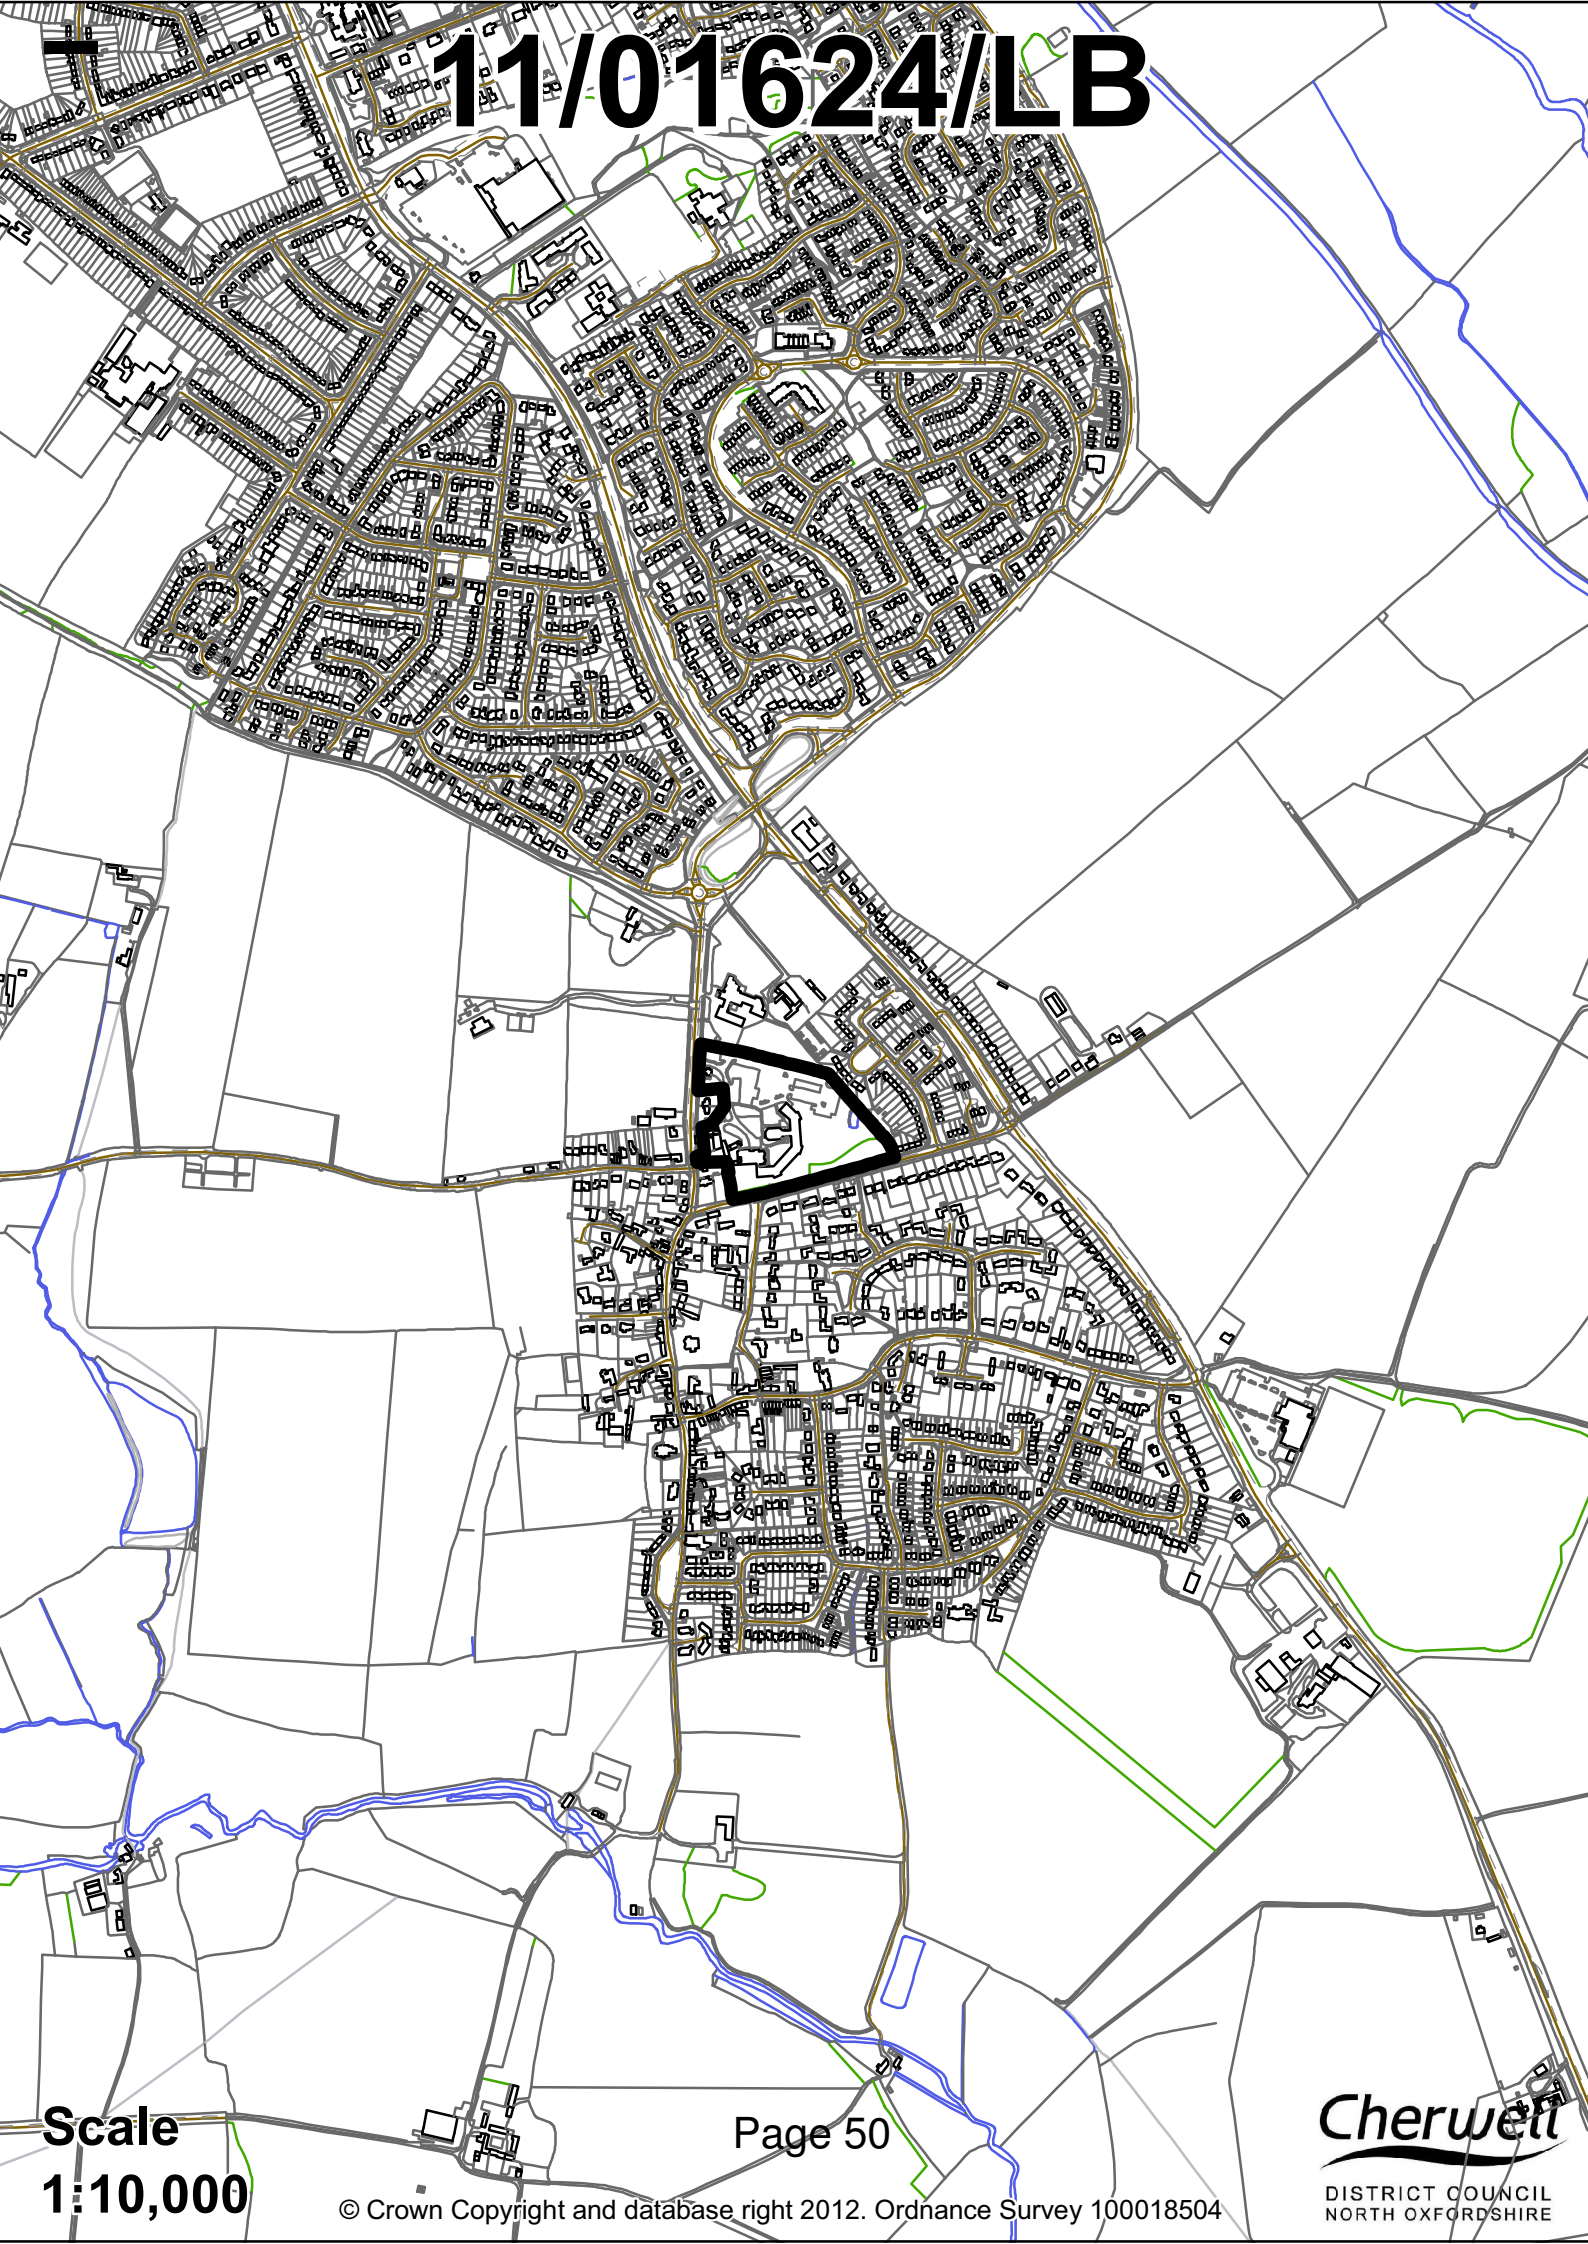 11/01624/LB
Scale
1:10,000
Page 50
© Crown Copyright and database right 2012. Ordnance Survey 100018504
Cherwell
DISTRICT COUNCIL
NORTH OXFORDSHIRE